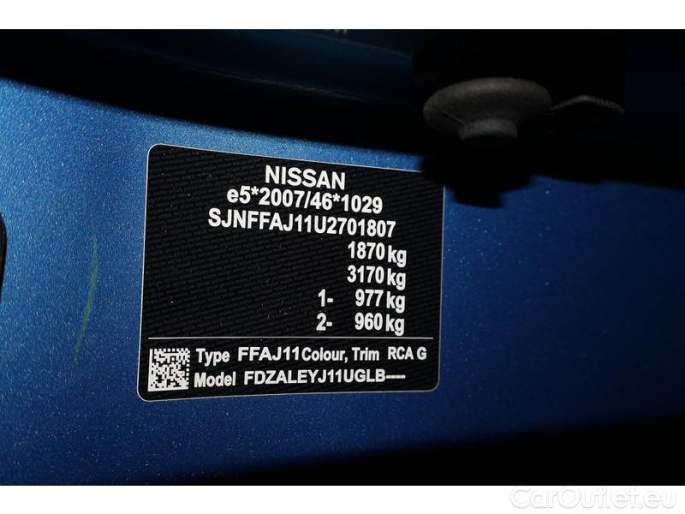 NISSAN
e5*2007/46*1029
SJNFFAJ11U2701807
1870 kg
3170 kg
1- 977 kg
2- 960 kg
Type FFAJ11 Colour, Trim RCA G
Model FDZALEYJ11UGLB-----
CarOutlet.eu